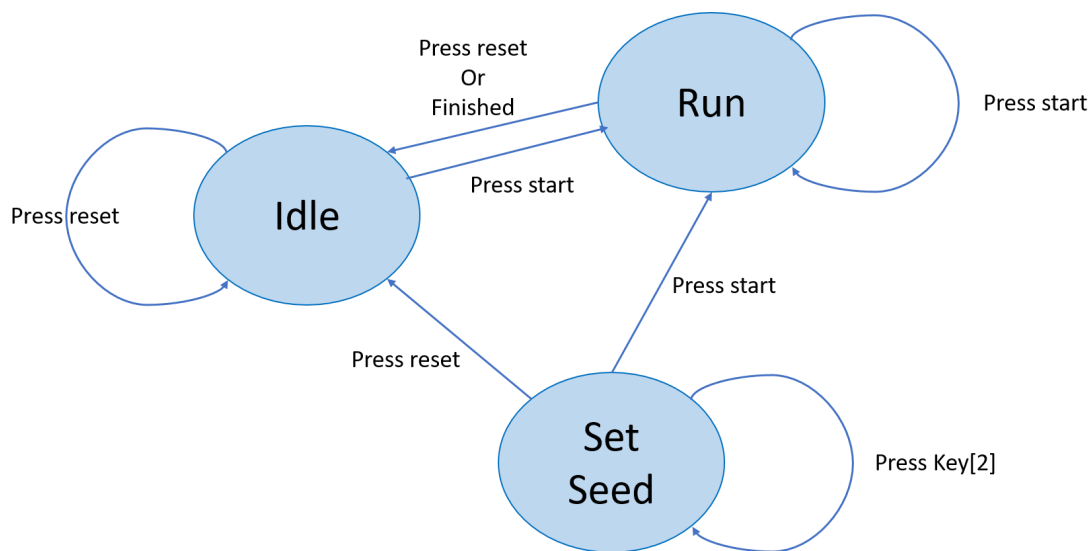 Press reset
Or
Finished
Run
Press start
Press start
Press reset
Idle
Press start
Press reset
Set
Seed
Press Key[2]